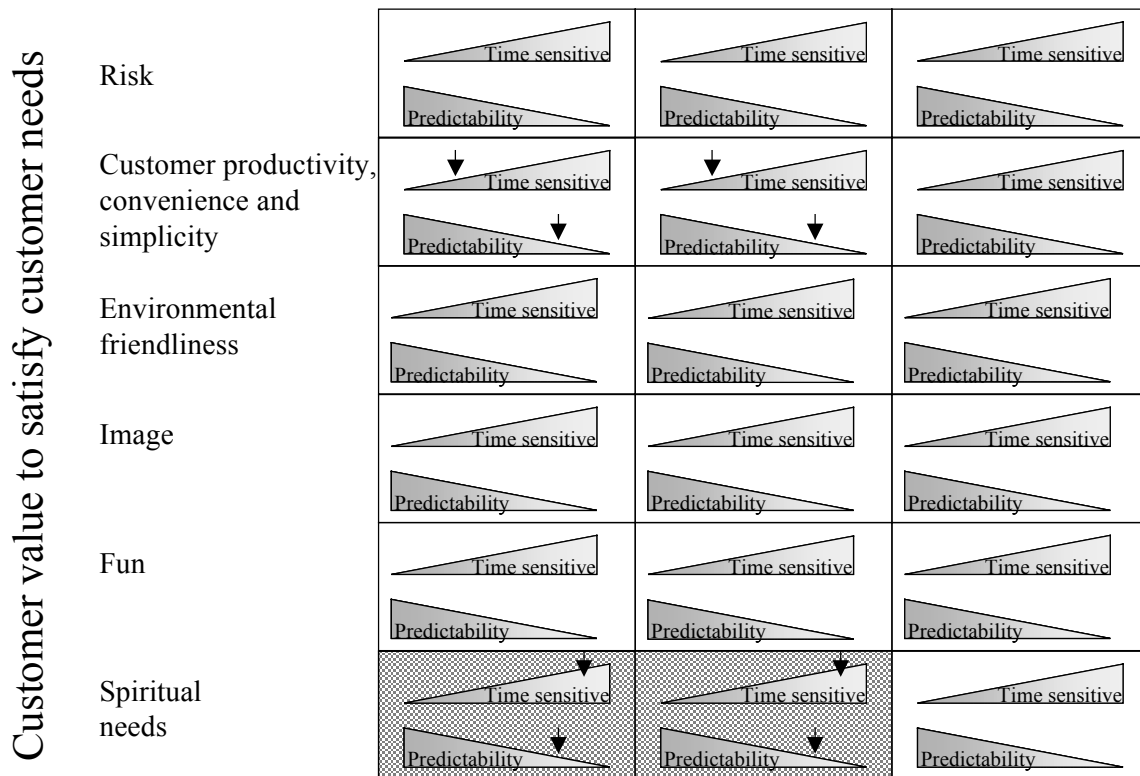 Customer value to satisfy customer needs
Risk
Time sensitive
Time sensitive
Time sensitive
Predictability
Predictability
Predictability
Customer productivity,
convenience and
simplicity
Time sensitive
Time sensitive
Time sensitive
Predictability
Predictability
Predictability
Environmental
friendliness
Time sensitive
Time sensitive
Time sensitive
Predictability
Predictability
Predictability
Image
Time sensitive
Time sensitive
Time sensitive
Predictability
Predictability
Predictability
Fun
Time sensitive
Time sensitive
Time sensitive
Predictability
Predictability
Predictability
Spiritual
needs
Time sensitive
Time sensitive
Time sensitive
Predictability
Predictability
Predictability